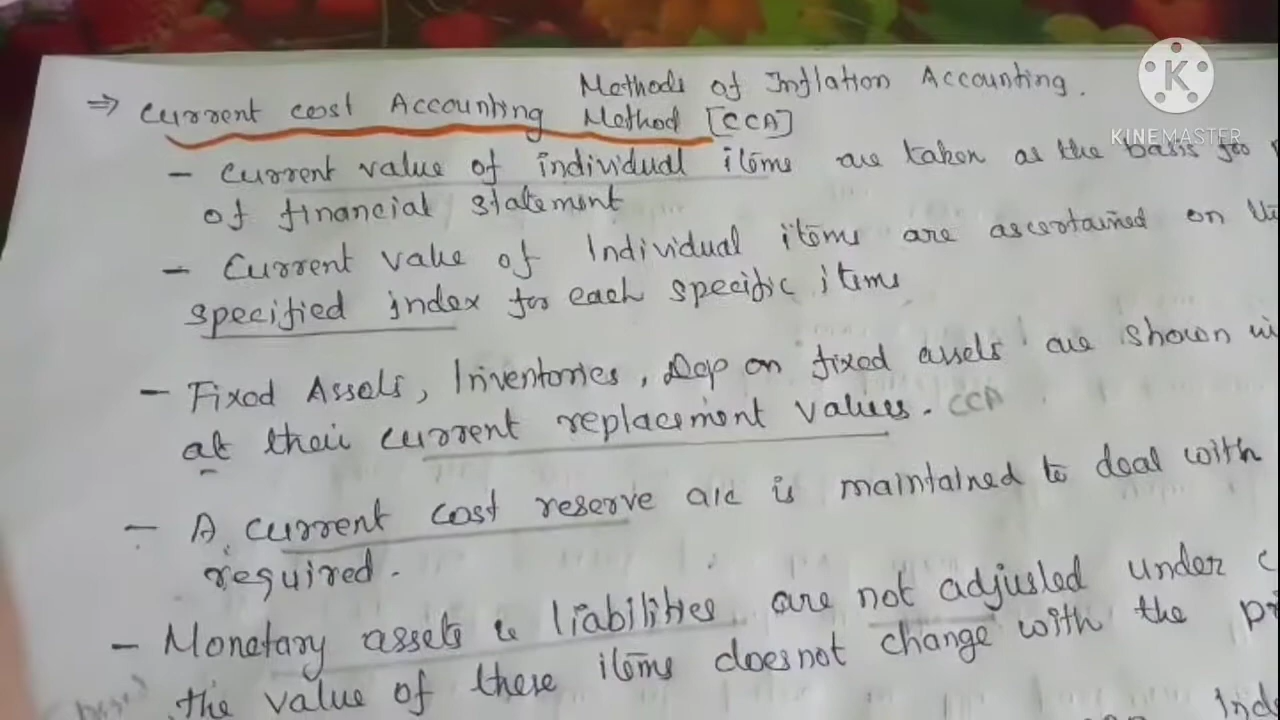 Methods of Inflation Accounting.
⇒ Current cost Accounting Method [CCA]
K
KINEMASTER
- Current value of individual items are taken as the basis for
of financial statement
- Current value of Individual items are ascertained on
specified index for each specific items
- Fixed Assets, Inventories, Dep on fixed assets are shown
at their current replacement values. CCA
- A current cost reserve a/c is maintained to deal with
required.
- Monetary assets & liabilities are not adjusted under
the value of these items doesnot change with the